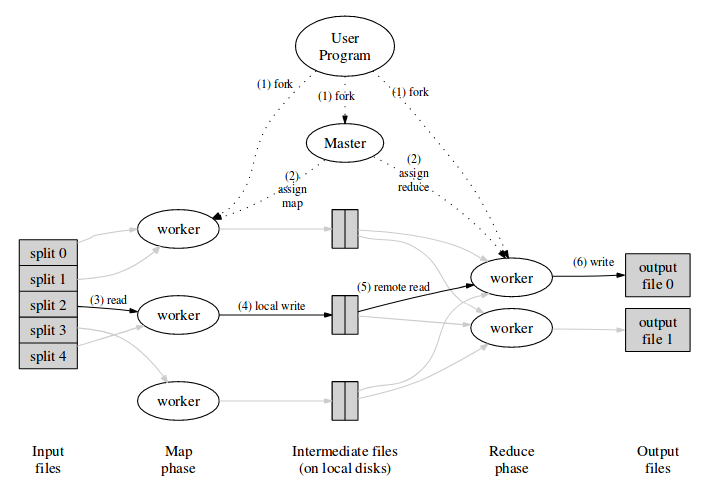 User
Program
(1) fork
(1) fork
(1) fork
Master
(2)
assign
map
(2)
assign
reduce
split 0
split 1
split 2
split 3
split 4
(3) read
worker
worker
worker
(4) local write
(5) remote read
worker
worker
(6) write
output
file 0
output
file 1
Input
files
Map
phase
Intermediate files
(on local disks)
Reduce
phase
Output
files